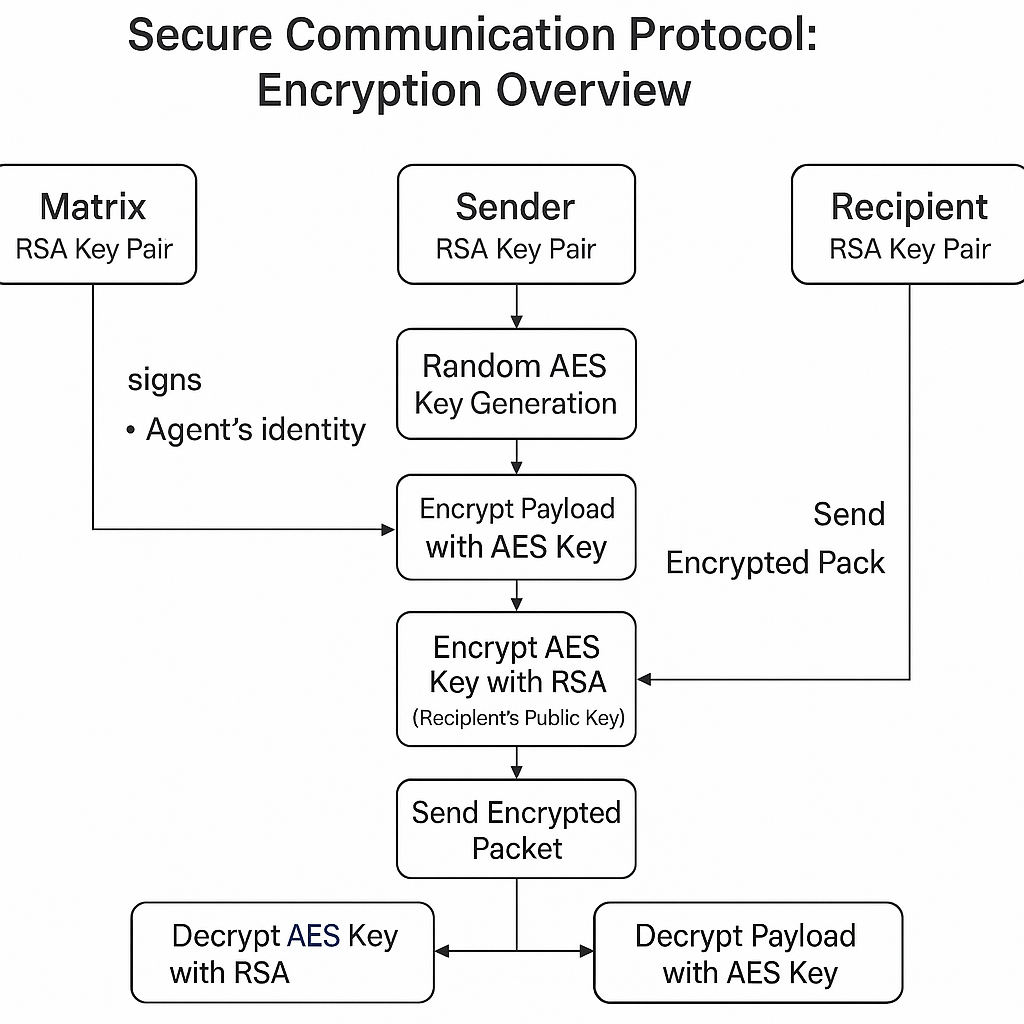 Secure Communication Protocol:
Encryption Overview
Matrix
RSA Key Pair
Sender
RSA Key Pair
Recipient
RSA Key Pair
signs
• Agent's identity
Random AES
Key Generation
Encrypt Payload
with AES Key
Send
Encrypted Pack
Encrypt AES
Key with RSA
(Recipient's Public Key)
Send Encrypted
Packet
Decrypt AES Key
with RSA
Decrypt Payload
with AES Key